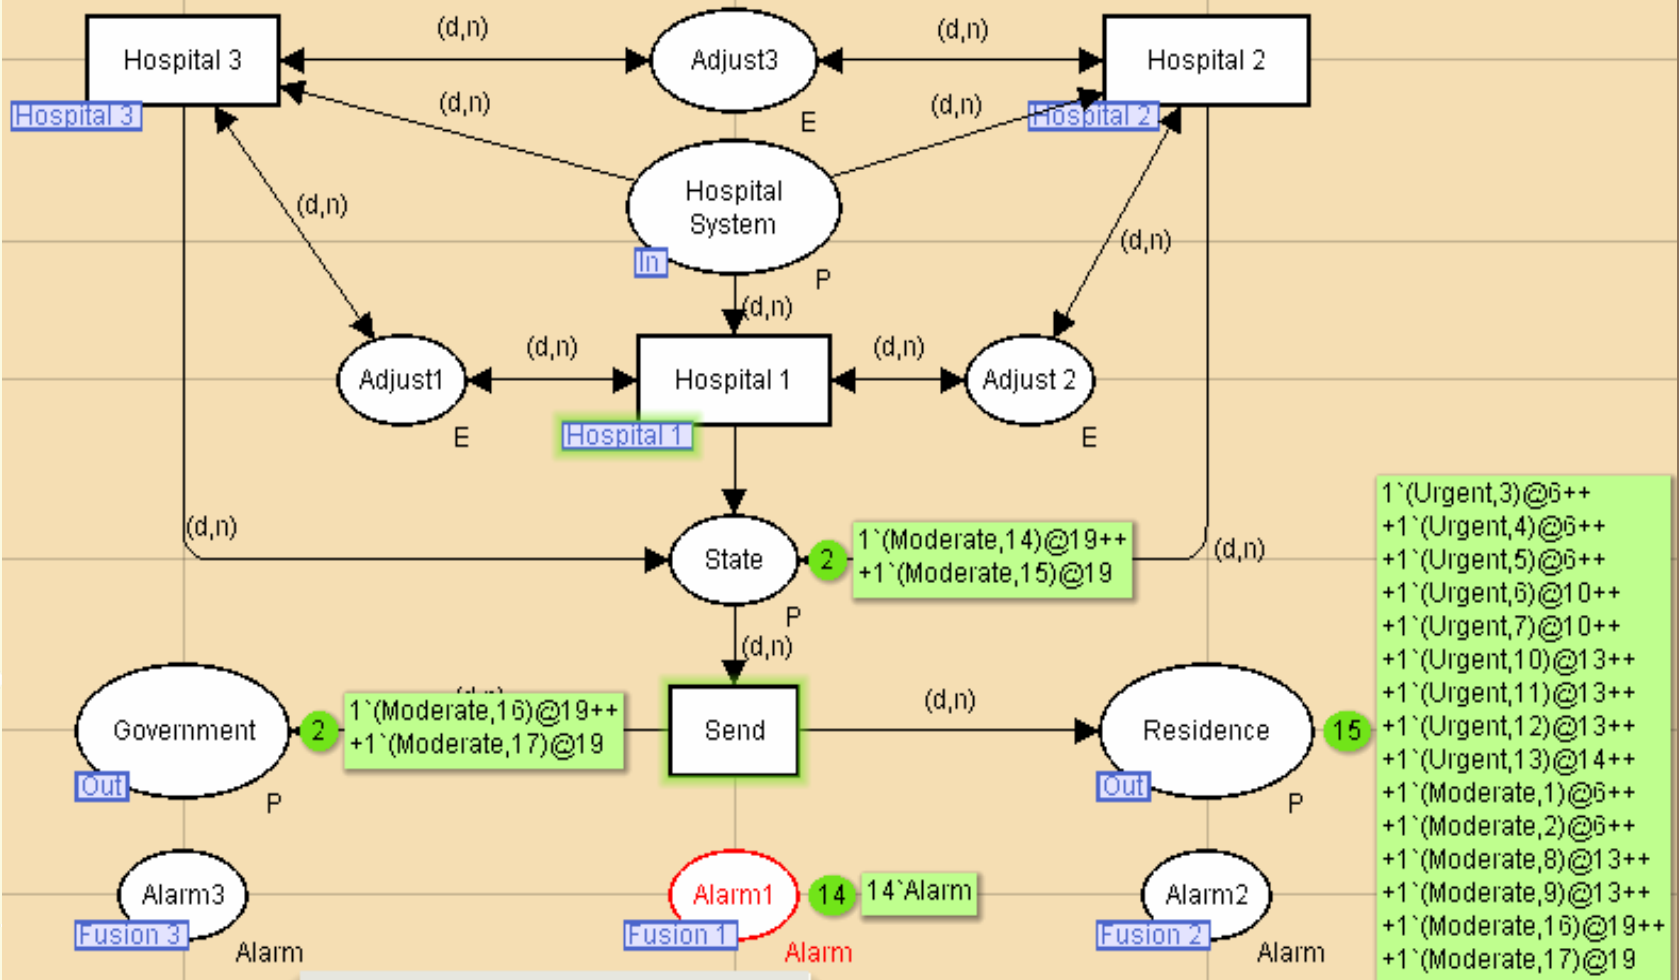 (d,n)
(d,n)
Hospital 3
Adjust3
Hospital 2
Hospital 3
(d,n)
(d,n)
Hospital 2
E
Hospital
System
(d,n)
(d,n)
In
P
(d,n)
(d,n)
(d,n)
Adjust1
Hospital 1
Adjust 2
E
Hospital 1
E
(d,n)
State
2
1`(Moderate,14)@19++
+1`(Moderate,15)@19
(d,n)
P
(d,n)
Government
2
1`(Moderate,16)@19++
+1`(Moderate,17)@19
Send
(d,n)
Residence
15
Out
P
Out
P
1`(Urgent,3)@6++
+1`(Urgent,4)@6++
+1`(Urgent,5)@6++
+1`(Urgent,6)@10++
+1`(Urgent,7)@10++
+1`(Urgent,10)@13++
+1`(Urgent,11)@13++
+1`(Urgent,12)@13++
+1`(Urgent,13)@14++
+1`(Moderate,1)@6++
+1`(Moderate,2)@6++
+1`(Moderate,8)@13++
+1`(Moderate,9)@13++
+1`(Moderate,16)@19++
+1`(Moderate,17)@19
Alarm3
Fusion 3
Alarm
Alarm1
14
14`Alarm
Fusion 1
Alarm
Alarm2
Fusion 2
Alarm